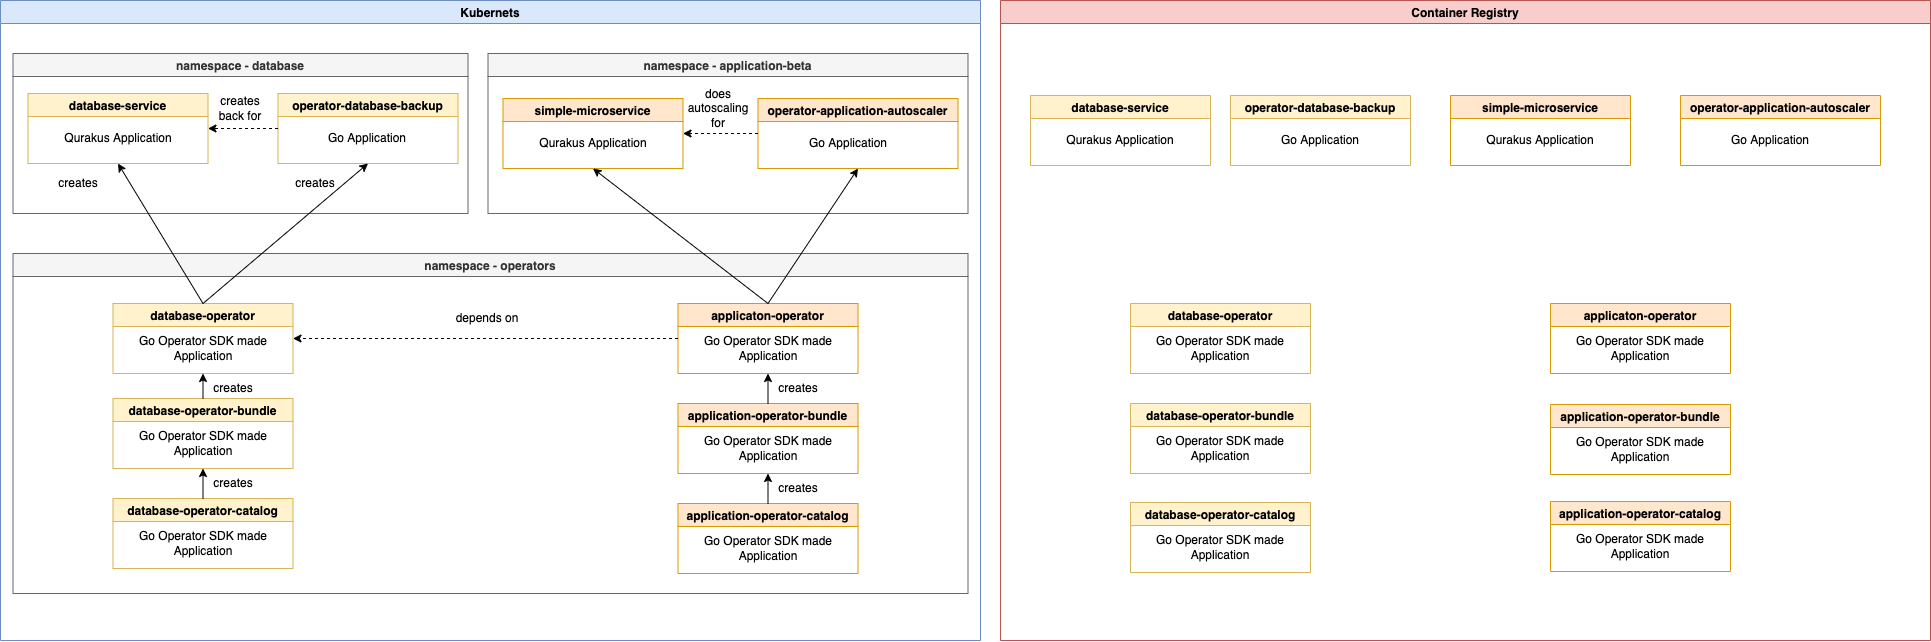 Kubernets
namespace - database
database-service
Qurakus Application
creates
back for
operator-database-backup
Go Application
creates
creates
namespace - application-beta
simple-microservice
Qurakus Application
does
autoscaling
for
operator-application-autoscaler
Go Application
namespace - operators
database-operator
Go Operator SDK made
Application
depends on
applicaton-operator
Go Operator SDK made
Application
creates
creates
database-operator-bundle
Go Operator SDK made
Application
application-operator-bundle
Go Operator SDK made
Application
creates
creates
database-operator-catalog
Go Operator SDK made
Application
application-operator-catalog
Go Operator SDK made
Application
Container Registry
database-service
Qurakus Application
operator-database-backup
Go Application
simple-microservice
Qurakus Application
operator-application-autoscaler
Go Application
database-operator
Go Operator SDK made
Application
applicaton-operator
Go Operator SDK made
Application
database-operator-bundle
Go Operator SDK made
Application
application-operator-bundle
Go Operator SDK made
Application
database-operator-catalog
Go Operator SDK made
Application
application-operator-catalog
Go Operator SDK made
Application